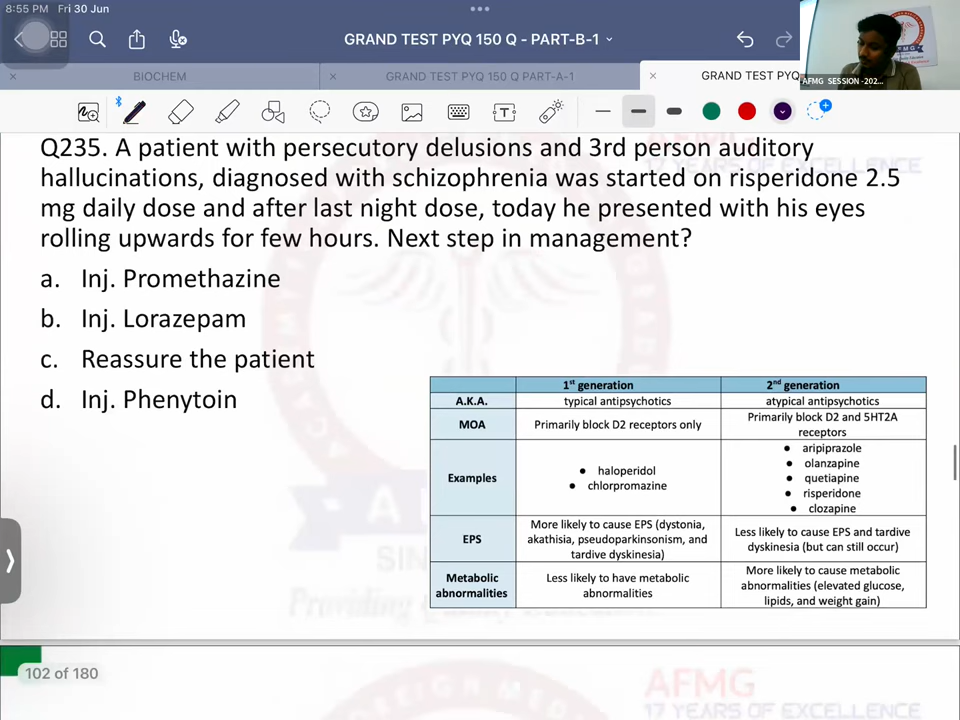 8:55 PM Fri 30 Jun
GRAND TEST PYQ 150 Q - PART-B-1
BIOCHEM
GRAND TEST PYQ 150 Q PART-A-1
GRAND TEST PYQ
AFMG SESSION -202...
Q235. A patient with persecutory delusions and 3rd person auditory
hallucinations, diagnosed with schizophrenia was started on risperidone 2.5
mg daily dose and after last night dose, today he presented with his eyes
rolling upwards for few hours. Next step in management?
a. Inj. Promethazine
b. Inj. Lorazepam
c. Reassure the patient
d. Inj. Phenytoin
1st generation 2nd generation
A.K.A. typical antipsychotics atypical antipsychotics
MOA Primarily block D2 receptors only Primarily block D2 and 5HT2A
receptors
Examples
● haloperidol
● chlorpromazine
● aripiprazole
● olanzapine
● quetiapine
● risperidone
● clozapine
EPS
More likely to cause EPS (dystonia,
akathisia, pseudoparkinsonism, and
tardive dyskinesia)
Less likely to cause EPS and tardive
dyskinesia (but can still occur)
Metabolic
abnormalities
Less likely to have metabolic
abnormalities
More likely to cause metabolic
abnormalities (elevated glucose,
lipids, and weight gain)
17 YEARS OF EXCELLENCE
102 of 180
AFMG
17 YEARS OF EXCELLENCE